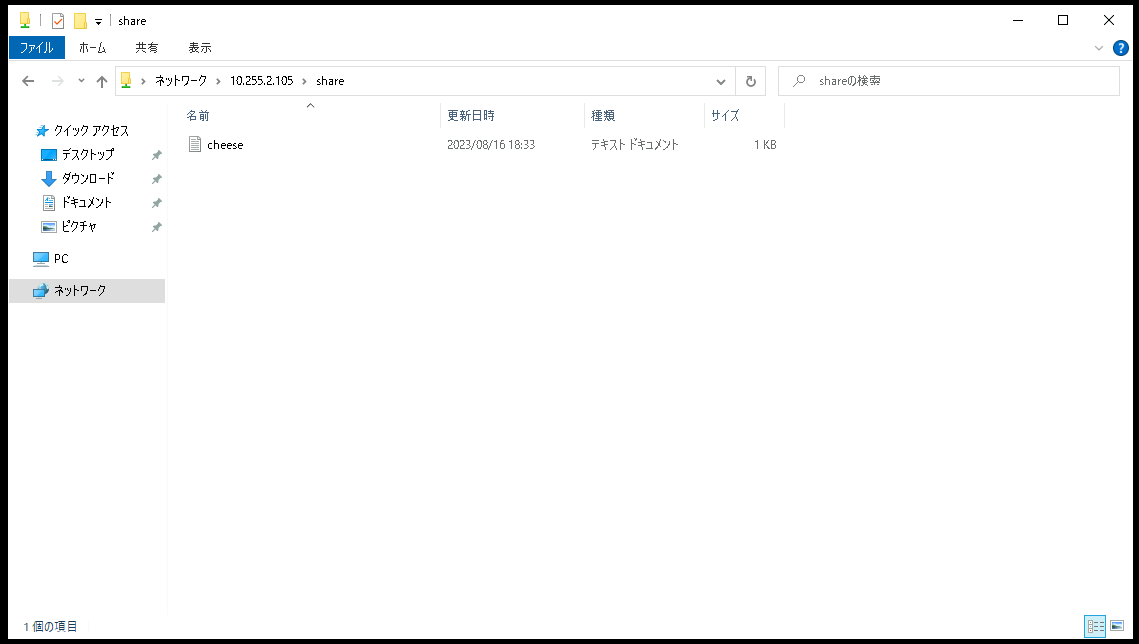 share
ファイル ホーム 共有 表示
ネットワーク 10.255.2.105 share shareの検索
名前 更新日時 種類 サイズ
cheese 2023/08/16 18:33 テキスト ドキュメント 1 KB
クイック アクセス
デスクトップ
ダウンロード
ドキュメント
ピクチャ
PC
ネットワーク
1 個の項目